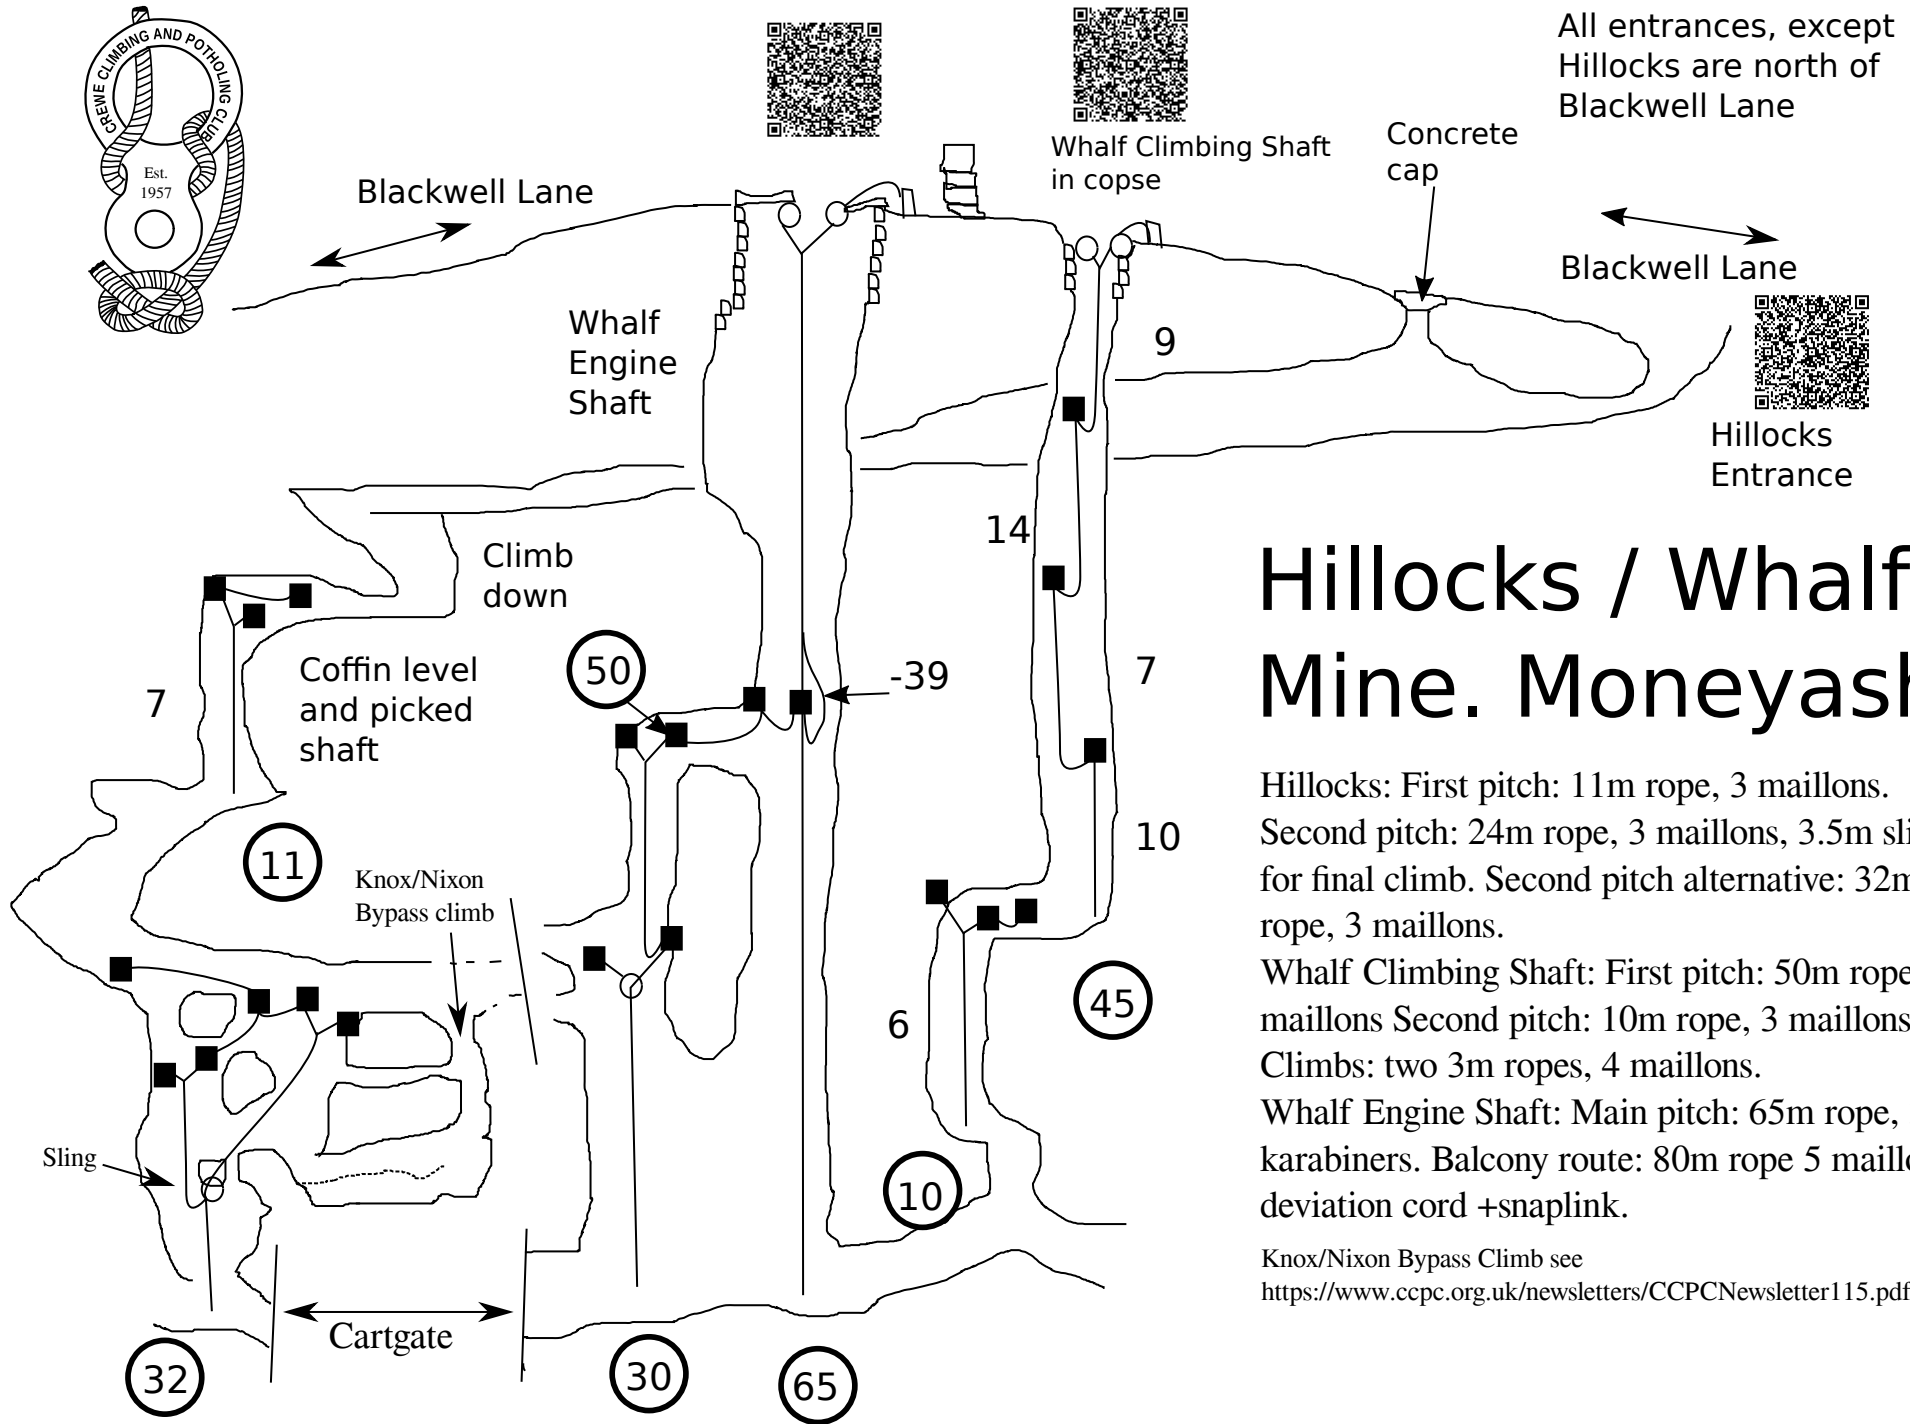 CREWE CLIMBING AND POTHOLING CLUB
Est.
1957
Blackwell Lane
Whalf Climbing Shaft
in copse
Concrete
cap
All entrances, except
Hillocks are north of
Blackwell Lane
Blackwell Lane
Hillocks
Entrance
Whalf
Engine
Shaft
9
14
Climb
down
Coffin level
and picked
shaft
7
50
-39
7
10
11
Knox/Nixon
Bypass climb
45
6
Sling
10
Cartgate
32
30
65
Hillocks / Whalf
Mine. Moneyash
Hillocks: First pitch: 11m rope, 3 maillons.
Second pitch: 24m rope, 3 maillons, 3.5m
for final climb. Second pitch alternative: 32m
rope, 3 maillons.
Whalf Climbing Shaft: First pitch: 50m rope
maillons Second pitch: 10m rope, 3 maillons
Climbs: two 3m ropes, 4 maillons.
Whalf Engine Shaft: Main pitch: 65m rope,
karabiners. Balcony route: 80m rope 5
deviation cord +snaplink.
Knox/Nixon Bypass Climb see
https://www.ccpc.org.uk/newsletters/CCPCNewsletter115.pdf